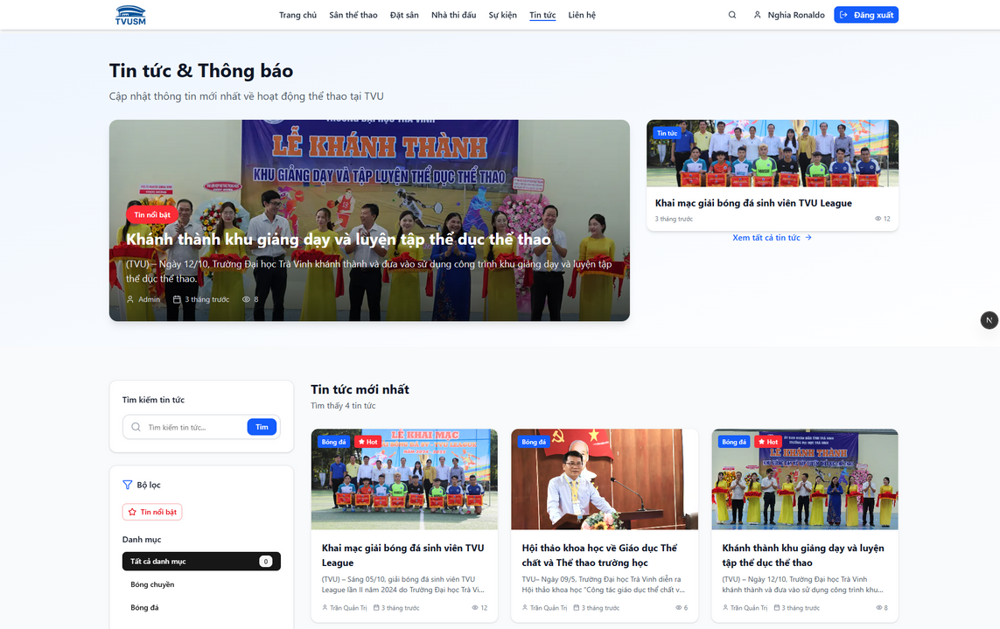 TVUSM
Trang chủ
Sân thể thao
Đặt sân
Nhà thi đấu
Sự kiện
Tin tức
Liên hệ
Nghia Ronaldo
Đăng xuất
Tin tức & Thông báo
Cập nhật thông tin mới nhất về hoạt động thể thao tại TVU
TRƯỜNG ĐẠI HỌC TRÀ VINH
LỄ KHÁNH THÀNH
KHU GIẢNG DẠY VÀ TẬP LUYỆN THỂ DỤC THỂ THAO
Tin nổi bật
Khánh thành khu giảng dạy và luyện tập thể dục thể thao
(TVU) – Ngày 12/10, Trường Đại học Trà Vinh khánh thành và đưa vào sử dụng công trình khu giảng dạy và luyện tập
thể dục thể thao.
Admin
3 tháng trước
8
Tin tức
Khai mạc giải bóng đá sinh viên TVU League
3 tháng trước
12
Xem tất cả tin tức →
N
Tìm kiếm tin tức
Tìm kiếm tin tức...
Tìm
Bộ lọc
Tin nổi bật
Danh mục
Tất cả danh mục
0
Bóng chuyền
Bóng đá
Tin tức mới nhất
Tìm thấy 4 tin tức
LỄ KHAI MẠC
Bóng đá
Hot
Khai mạc giải bóng đá sinh viên TVU
League
(TVU) – Sáng 05/10, giải bóng đá sinh viên TVU
League lần II năm 2024 do Trường Đại học Trà Vi...
Trần Quản Trị
3 tháng trước
12
Bóng đá
Hội thảo khoa học về Giáo dục Thể
chất và Thể thao trường học
TVU– Ngày 09/5, Trường Đại học Trà Vinh diễn ra
Hội thảo khoa học "Công tác giáo dục thể chất v...
Trần Quản Trị
3 tháng trước
6
TRƯỜNG ĐẠI HỌC TRÀ VINH
LỄ KHÁNH THÀNH
Bóng đá
Hot
Khánh thành khu giảng dạy và luyện
tập thể dục thể thao
(TVU) – Ngày 12/10, Trường Đại học Trà Vinh
khánh thành và đưa vào sử dụng công trình khu...
Trần Quản Trị
3 tháng trước
8